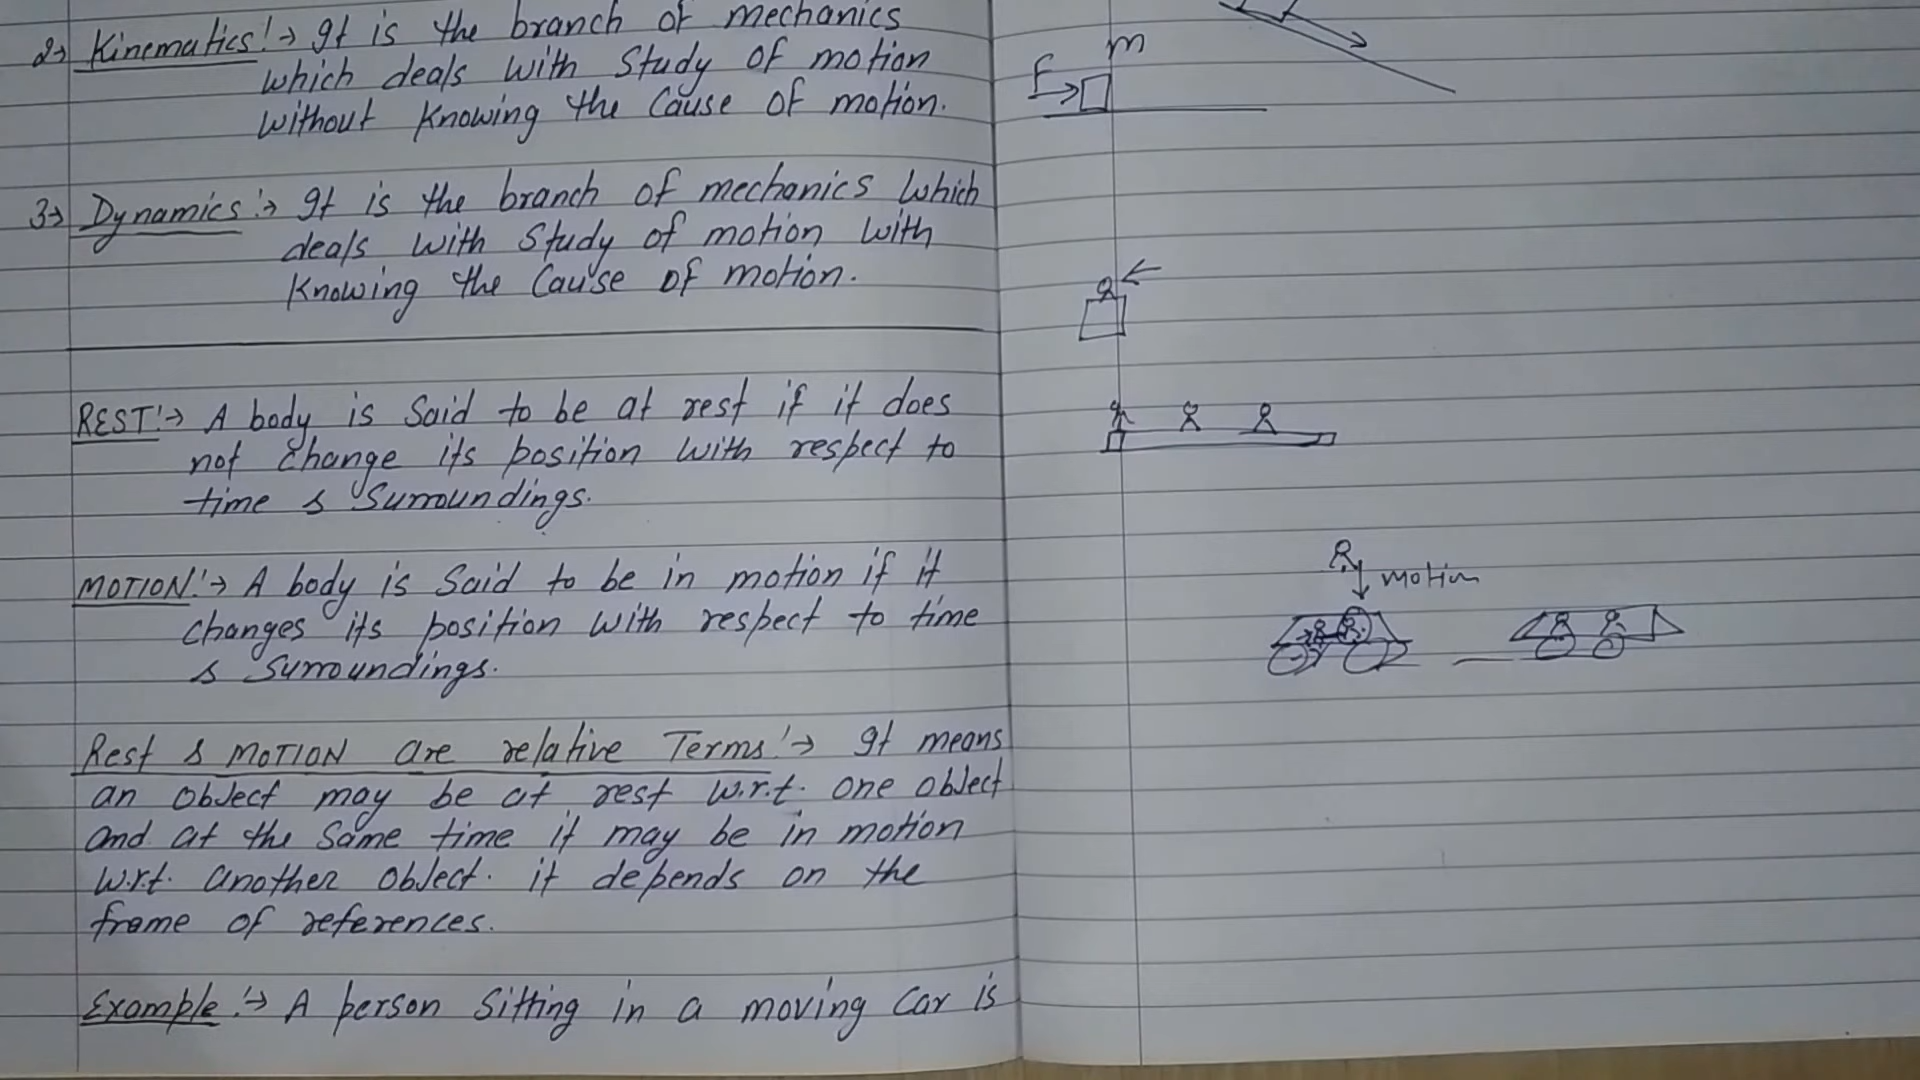 2→ Kinematics:→ It is the branch of mechanics
which deals with study of motion
without knowing the cause of motion.
3→ Dynamics:→ It is the branch of mechanics which
deals with study of motion with
knowing the cause of motion.
REST:→ A body is said to be at rest if it does
not change its position with respect to
time & surroundings.
MOTION:→ A body is said to be in motion if it
changes its position with respect to time
& surroundings.
Rest & MOTION are relative Terms:→ It means
an object may be at rest w.r.t. one object
and at the same time it may be in motion
w.r.t. another object. it depends on the
frame of references.
Example:→ A person sitting in a moving car is
m
F
motion